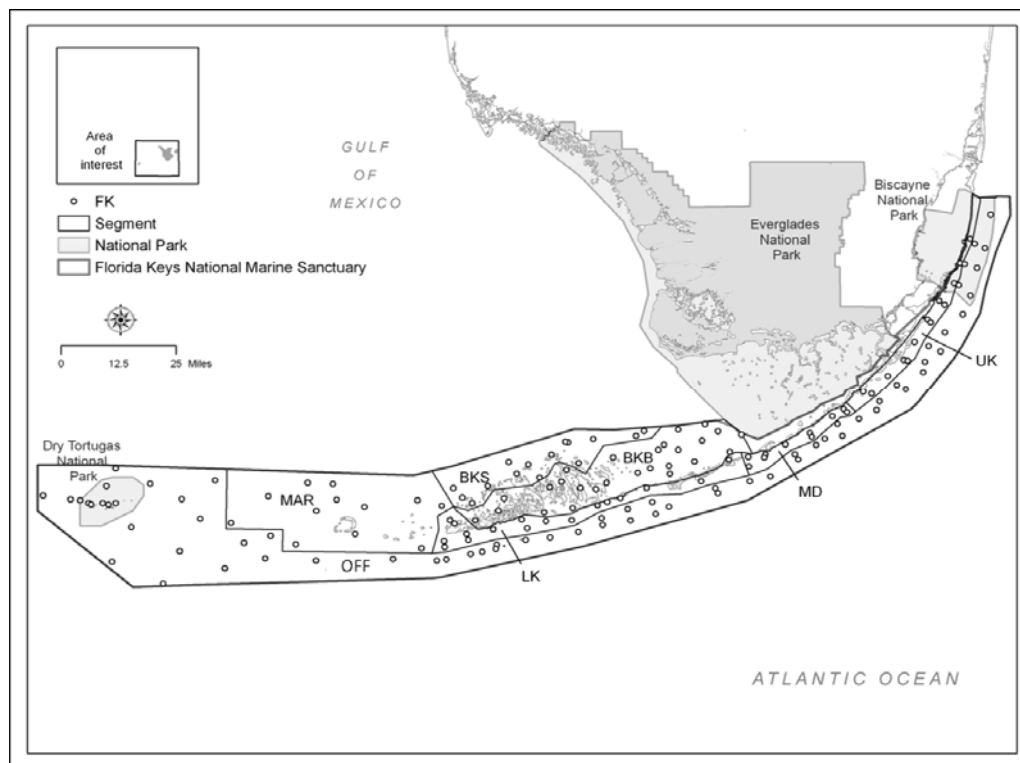 Area
of
interest
FK
Segment
National Park
Florida Keys National Marine Sanctuary
0 12.5 25 Miles
GULF
OF
MEXICO
Biscayne
National
Park
Everglades
National
Park
UK
Dry Tortugas
National
Park
MAR
BKS
BKB
MD
OFF
LK
ATLANTIC OCEAN